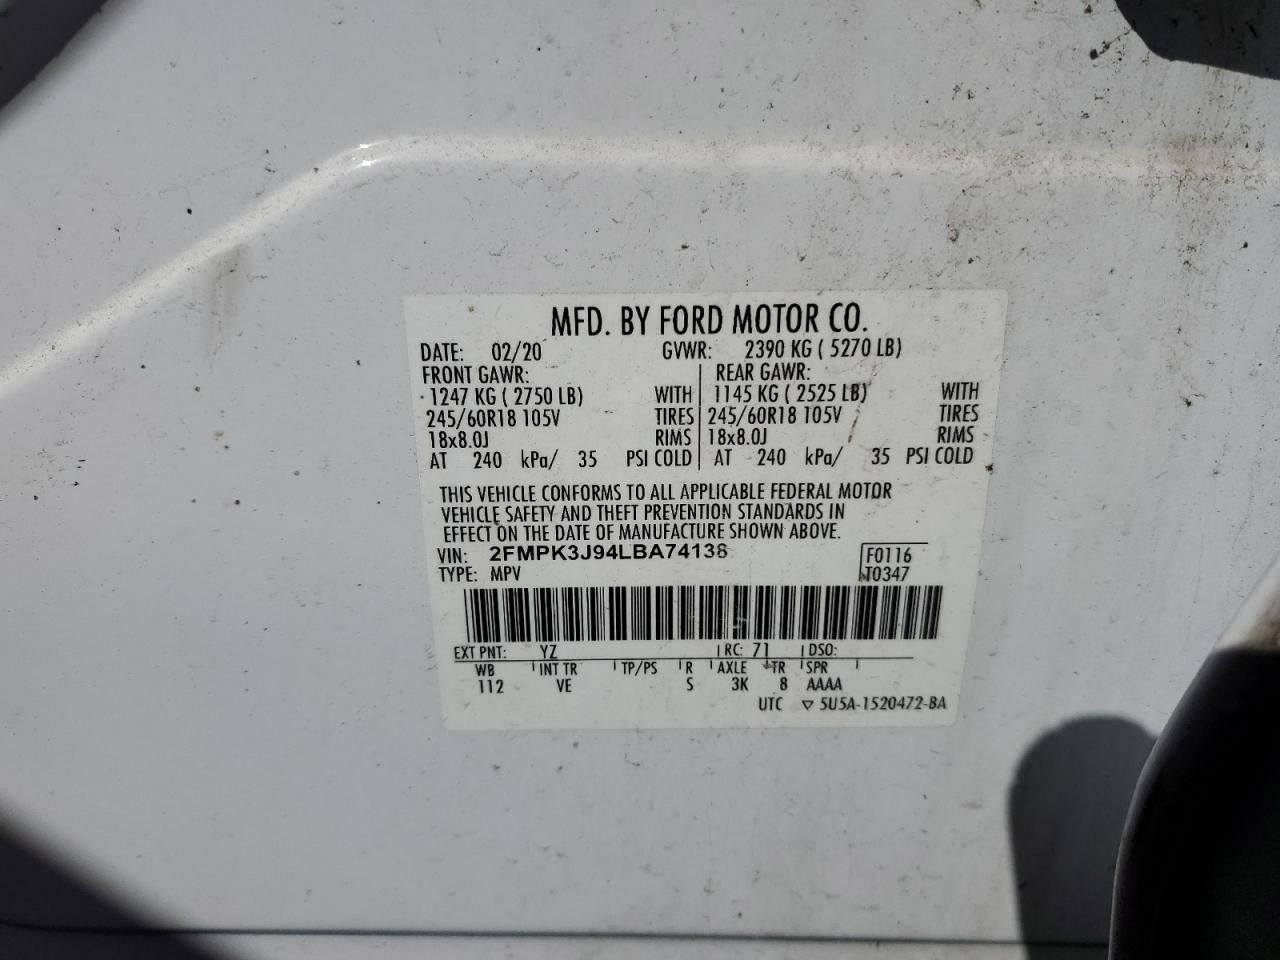 MFD. BY FORD MOTOR CO.
DATE: 02/20 GVWR: 2390 KG ( 5270 LB)
FRONT GAWR: REAR GAWR:
1247 KG ( 2750 LB) WITH 1145 KG ( 2525 LB) WITH
245/60R18 105V TIRES 245/60R18 105V TIRES
18x8.0J RIMS 18x8.0J RIMS
AT 240 kPa/ 35 PSI COLD AT 240 kPa/ 35 PSI COLD
THIS VEHICLE CONFORMS TO ALL APPLICABLE FEDERAL MOTOR
VEHICLE SAFETY AND THEFT PREVENTION STANDARDS IN
EFFECT ON THE DATE OF MANUFACTURE SHOWN ABOVE.
VIN: 2FMPK3J94LBA74138 F0116
TYPE: MPV T0347
EXT PNT: YZ RC: 71 DSO:
WB INT TR TP/PS R AXLE TR SPR
112 VE S 3K 8 AAAA
UTC ▽ 5U5A-1520472-BA